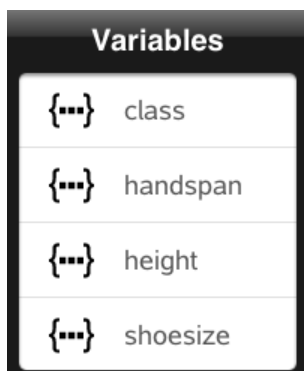 Variables
{...} class
{...} handspan
{...} height
{...} shoesize